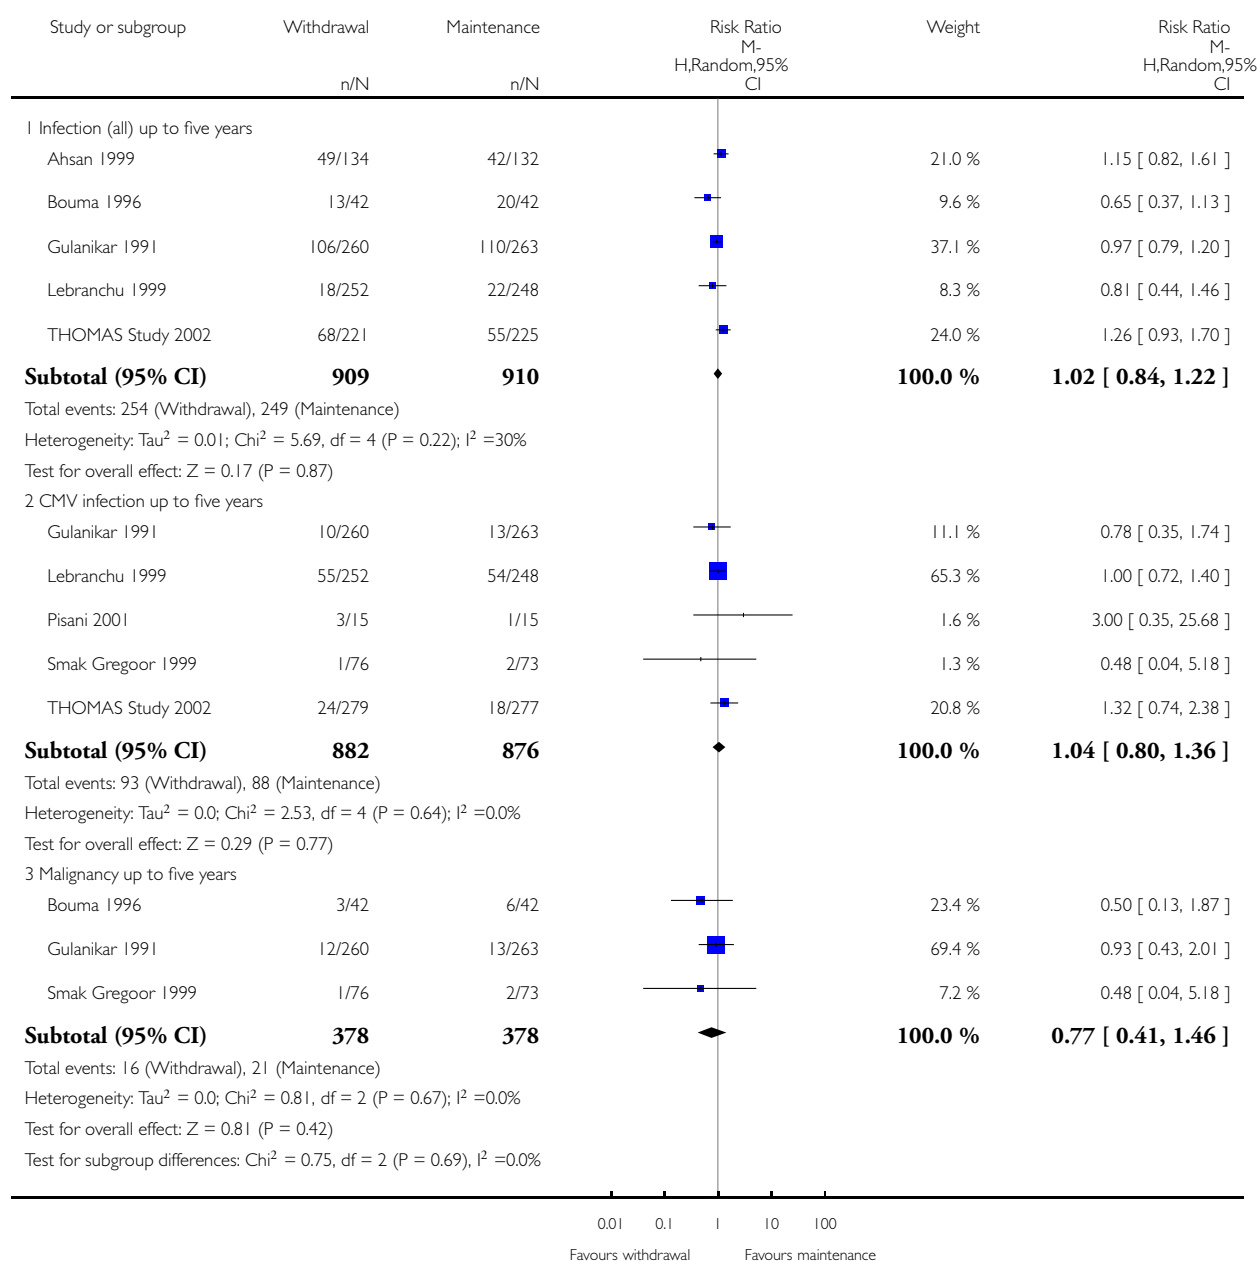 Study or subgroup Withdrawal Maintenance Risk Ratio Weight Risk Ratio
M- M-
H,Random,95% H,Random,95%
n/N n/N CI CI
1 Infection (all) up to five years
Ahsan 1999 49/134 42/132 21.0 % 1.15 [ 0.82, 1.61 ]
Bouma 1996 13/42 20/42 9.6 % 0.65 [ 0.37, 1.13 ]
Gulanikar 1991 106/260 110/263 37.1 % 0.97 [ 0.79, 1.20 ]
Lebranchu 1999 18/252 22/248 8.3 % 0.81 [ 0.44, 1.46 ]
THOMAS Study 2002 68/221 55/225 24.0 % 1.26 [ 0.93, 1.70 ]
Subtotal (95% CI) 909 910 100.0 % 1.02 [ 0.84, 1.22 ]
Total events: 254 (Withdrawal), 249 (Maintenance)
Heterogeneity: Tau² = 0.01; Chi² = 5.69, df = 4 (P = 0.22); I² =30%
Test for overall effect: Z = 0.17 (P = 0.87)
2 CMV infection up to five years
Gulanikar 1991 10/260 13/263 11.1 % 0.78 [ 0.35, 1.74 ]
Lebranchu 1999 55/252 54/248 65.3 % 1.00 [ 0.72, 1.40 ]
Pisani 2001 3/15 1/15 1.6 % 3.00 [ 0.35, 25.68 ]
Smak Gregoor 1999 1/76 2/73 1.3 % 0.48 [ 0.04, 5.18 ]
THOMAS Study 2002 24/279 18/277 20.8 % 1.32 [ 0.74, 2.38 ]
Subtotal (95% CI) 882 876 100.0 % 1.04 [ 0.80, 1.36 ]
Total events: 93 (Withdrawal), 88 (Maintenance)
Heterogeneity: Tau² = 0.0; Chi² = 2.53, df = 4 (P = 0.64); I² =0.0%
Test for overall effect: Z = 0.29 (P = 0.77)
3 Malignancy up to five years
Bouma 1996 3/42 6/42 23.4 % 0.50 [ 0.13, 1.87 ]
Gulanikar 1991 12/260 13/263 69.4 % 0.93 [ 0.43, 2.01 ]
Smak Gregoor 1999 1/76 2/73 7.2 % 0.48 [ 0.04, 5.18 ]
Subtotal (95% CI) 378 378 100.0 % 0.77 [ 0.41, 1.46 ]
Total events: 16 (Withdrawal), 21 (Maintenance)
Heterogeneity: Tau² = 0.0; Chi² = 0.81, df = 2 (P = 0.67); I² =0.0%
Test for overall effect: Z = 0.81 (P = 0.42)
Test for subgroup differences: Chi² = 0.75, df = 2 (P = 0.69), I² =0.0%
0.01 0.1 1 10 100
Favours withdrawal Favours maintenance